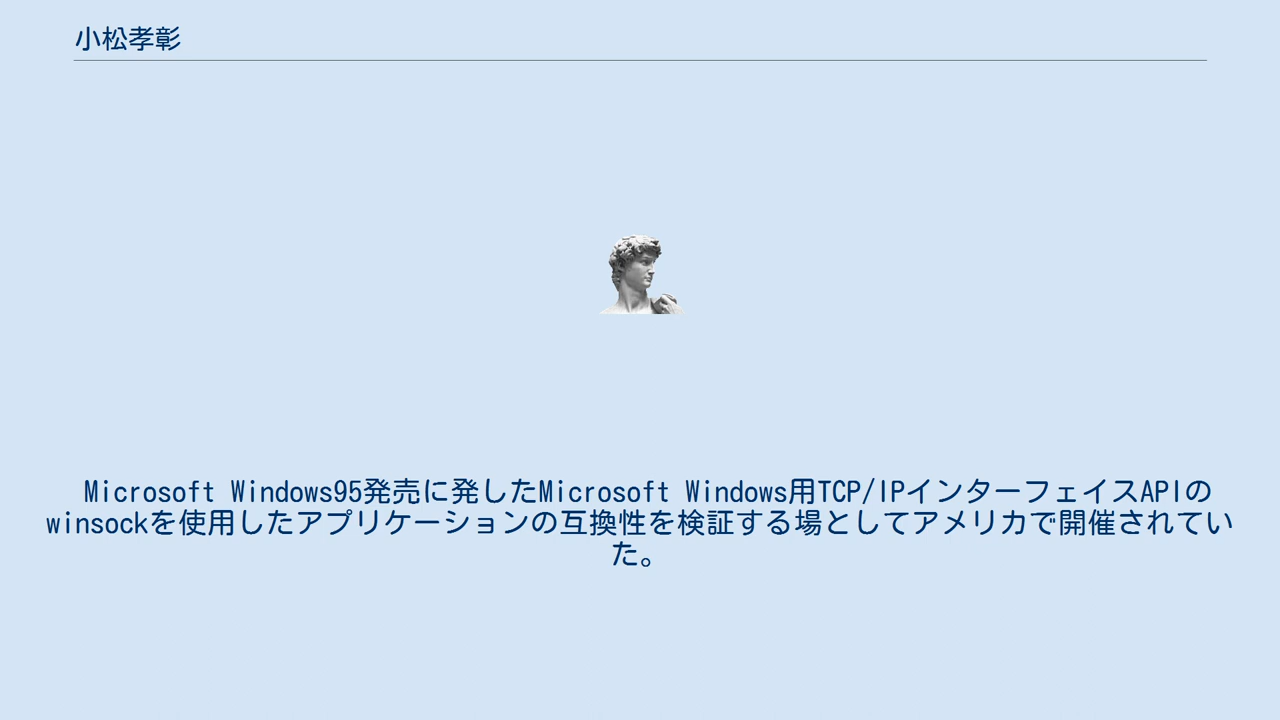 小松孝彰
Microsoft Windows95発売に発したMicrosoft Windows用TCP/IPインターフェイスAPIの
winsockを使用したアプリケーションの互換性を検証する場としてアメリカで開催されてい
た。